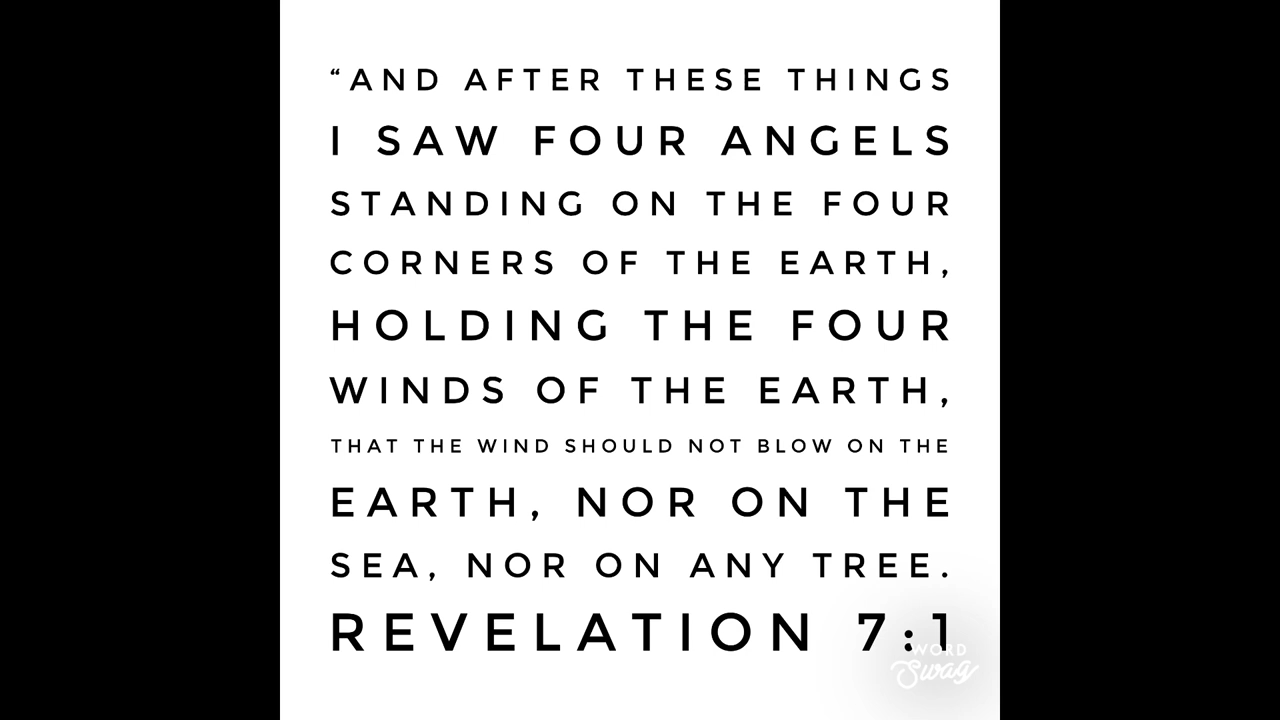 “AND AFTER THESE THINGS
I SAW FOUR ANGELS
STANDING ON THE FOUR
CORNERS OF THE EARTH,
HOLDING THE FOUR
WINDS OF THE EARTH,
THAT THE WIND SHOULD NOT BLOW ON THE
EARTH, NOR ON THE
SEA, NOR ON ANY TREE.
REVELATION 7:1
WORD
Swag